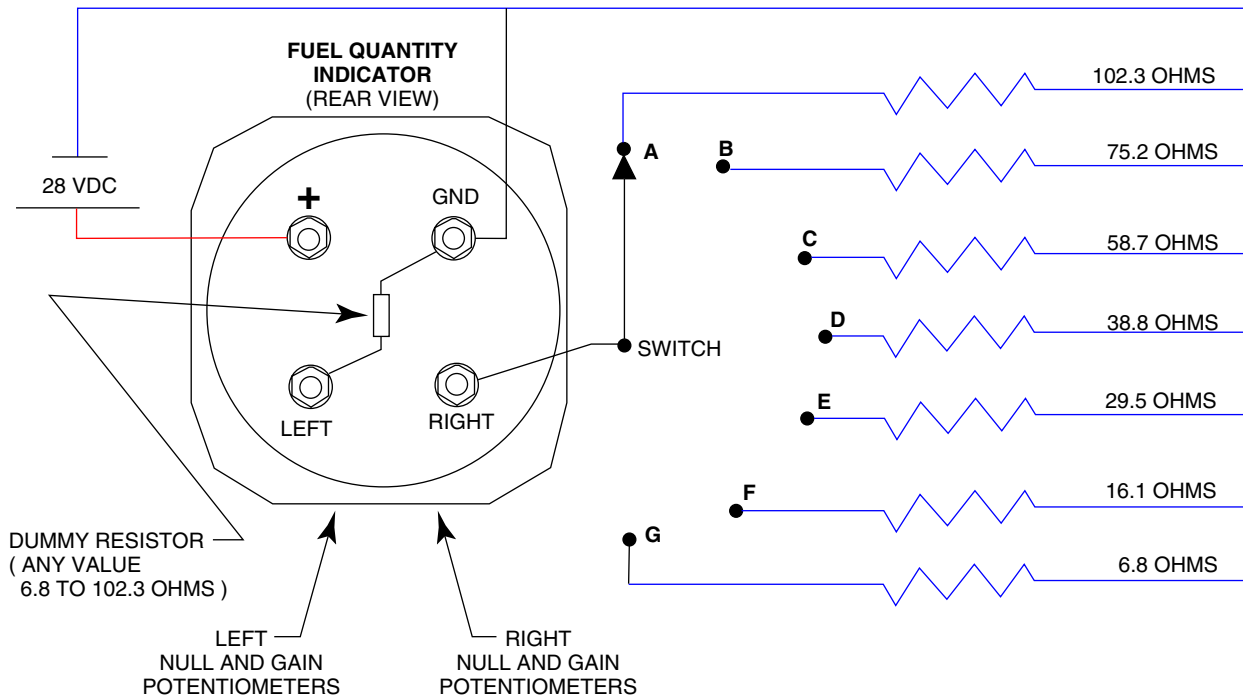 FUEL QUANTITY
INDICATOR
(REAR VIEW)
28 VDC
+
GND
LEFT
RIGHT
SWITCH
A
B
C
D
E
F
G
102.3 OHMS
75.2 OHMS
58.7 OHMS
38.8 OHMS
29.5 OHMS
16.1 OHMS
6.8 OHMS
DUMMY RESISTOR
( ANY VALUE
6.8 TO 102.3 OHMS )
LEFT
NULL AND GAIN
POTENTIOMETERS
RIGHT
NULL AND GAIN
POTENTIOMETERS